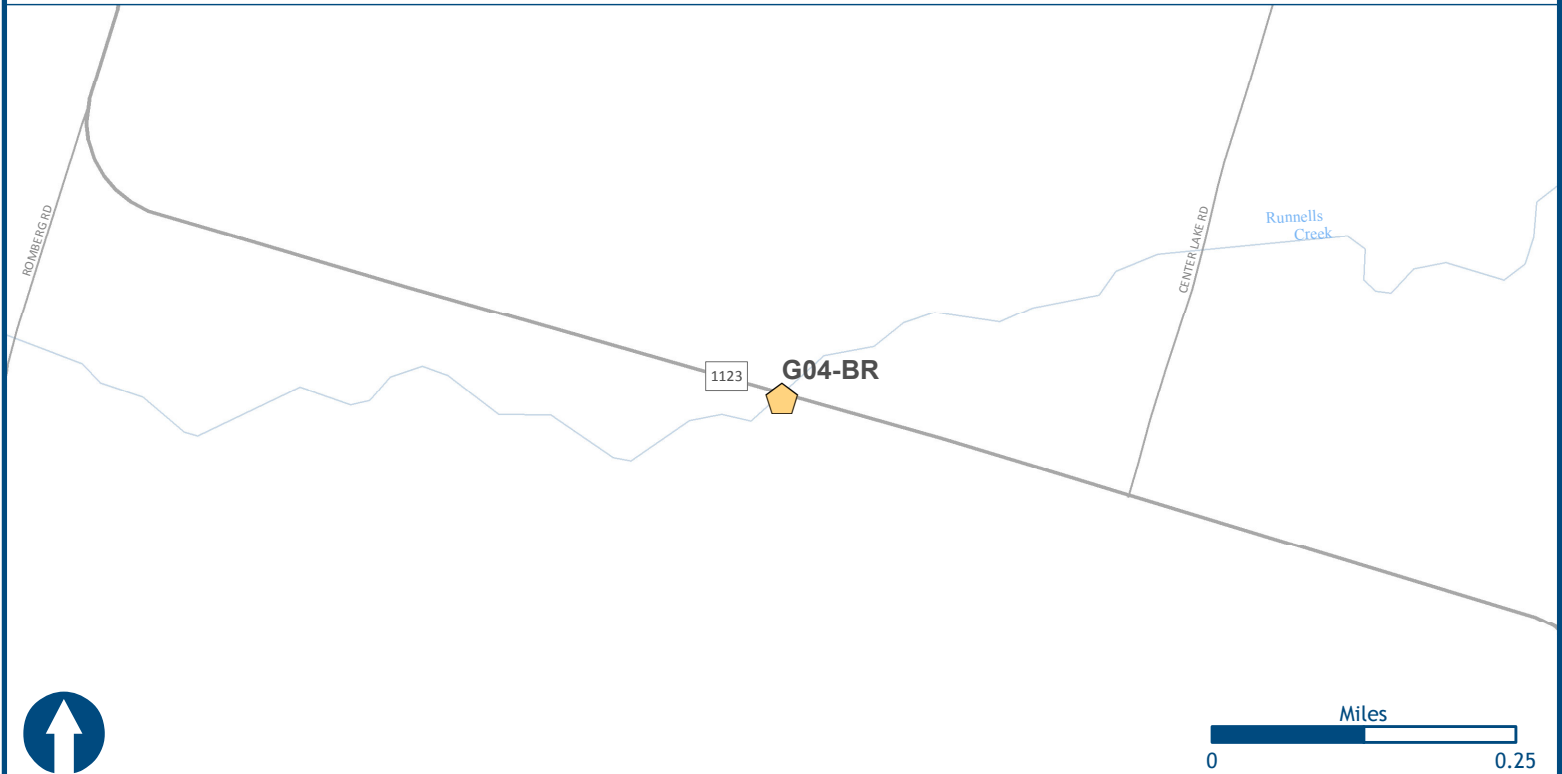 ROMBERG RD
CENTER LAKE RD
Runnells
Creek
1123
G04-BR
Miles
0
0.25